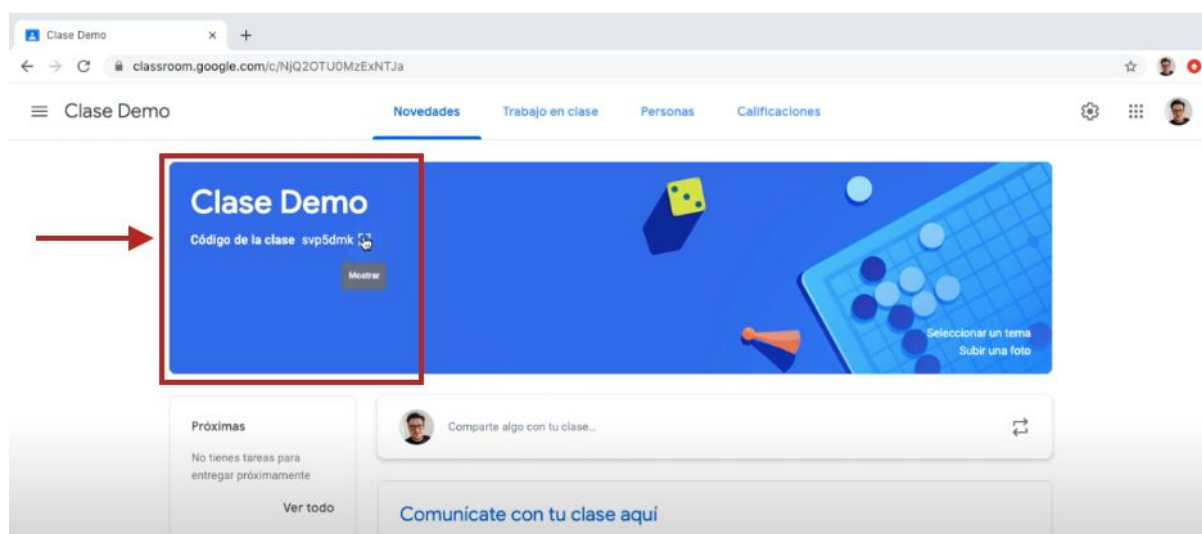 Clase Demo
classroom.google.com/c/NjQ2OTU0MzExNTJa
Clase Demo
Novedades Trabajo en clase Personas Calificaciones
Clase Demo
Código de la clase svp5dmk
Mostrar
Seleccionar un tema
Subir una foto
Próximas
No tienes tareas para
entregar próximamente
Ver todo
Comparte algo con tu clase...
Comunícate con tu clase aquí